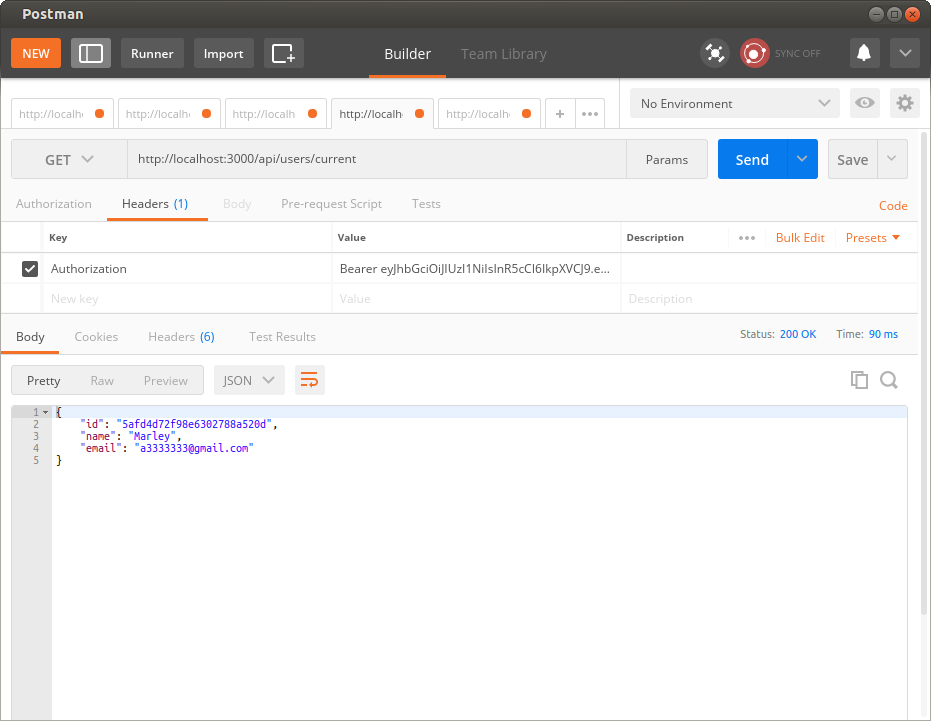 Postman
NEW Runner Import Builder Team Library SYNC OFF
http://localh http://localh http://localh http://localh http://localh + ••• No Environment
GET http://localhost:3000/api/users/current Params Send Save
Authorization Headers (1) Body Pre-request Script Tests Code
Key Value Description ••• Bulk Edit Presets
Authorization Bearer eyJhbGciOiJIUzI1NiIsInR5cCI6IkpXVCJ9.e...
New key Value Description
Body Cookies Headers (6) Test Results Status: 200 OK Time: 90 ms
Pretty Raw Preview JSON
1 {
2 "id": "5afd4d72f98e6302788a520d",
3 "name": "Marley",
4 "email": "a3333333@gmail.com"
5 }